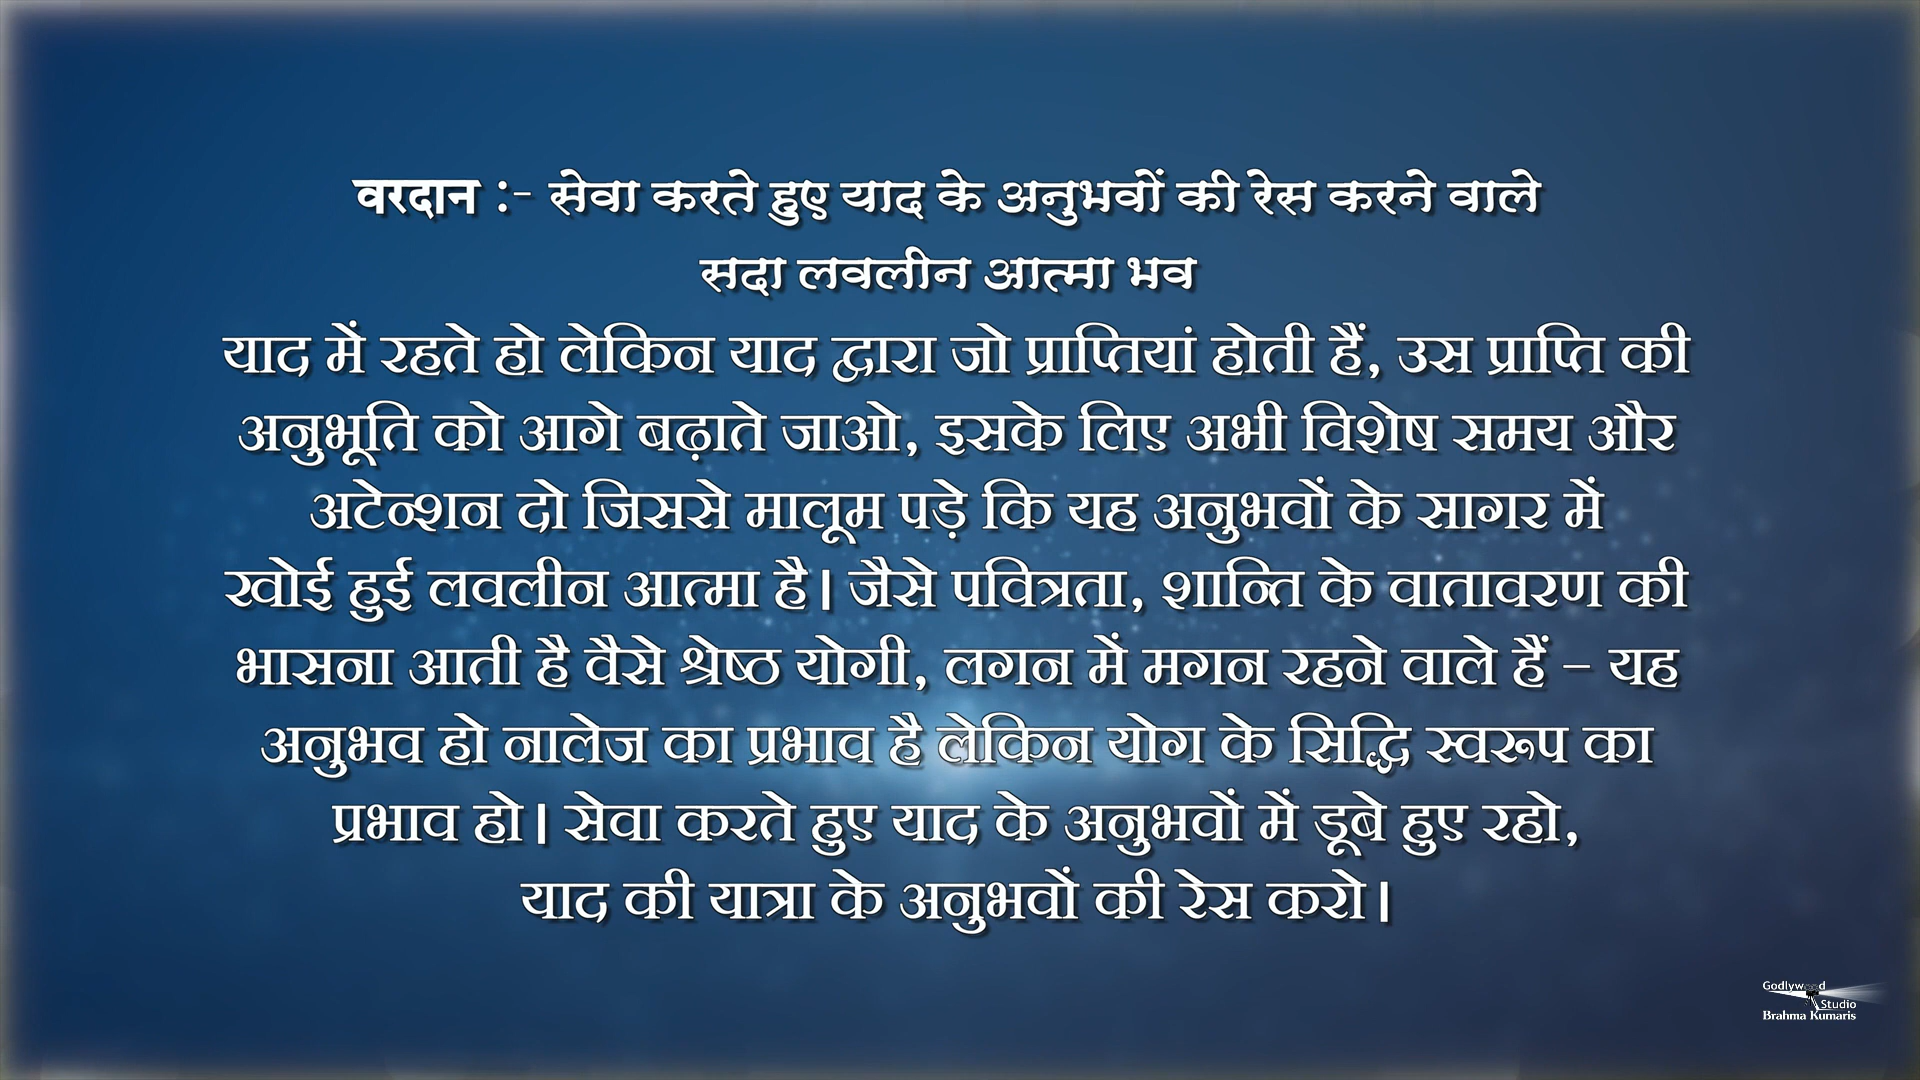 वरदान :- सेवा करते हुए याद के अनुभवों की रेस करने वाले
सदा लवलीन आत्मा भव
याद में रहते हो लेकिन याद द्वारा जो प्राप्तियां होती हैं, उस प्राप्ति की
अनुभूति को आगे बढ़ाते जाओ, इसके लिए अभी विशेष समय और
अटेन्शन दो जिससे मालूम पड़े कि यह अनुभवों के सागर में
खोई हुई लवलीन आत्मा है। जैसे पवित्रता, शान्ति के वातावरण की
भासना आती है वैसे श्रेष्ठ योगी, लगन में मगन रहने वाले हैं – यह
अनुभव हो नालेज का प्रभाव है लेकिन योग के सिद्धि स्वरूप का
प्रभाव हो। सेवा करते हुए याद के अनुभवों में डूबे हुए रहो,
याद की यात्रा के अनुभवों की रेस करो।
Godlywood
Studio
Brahma Kumaris